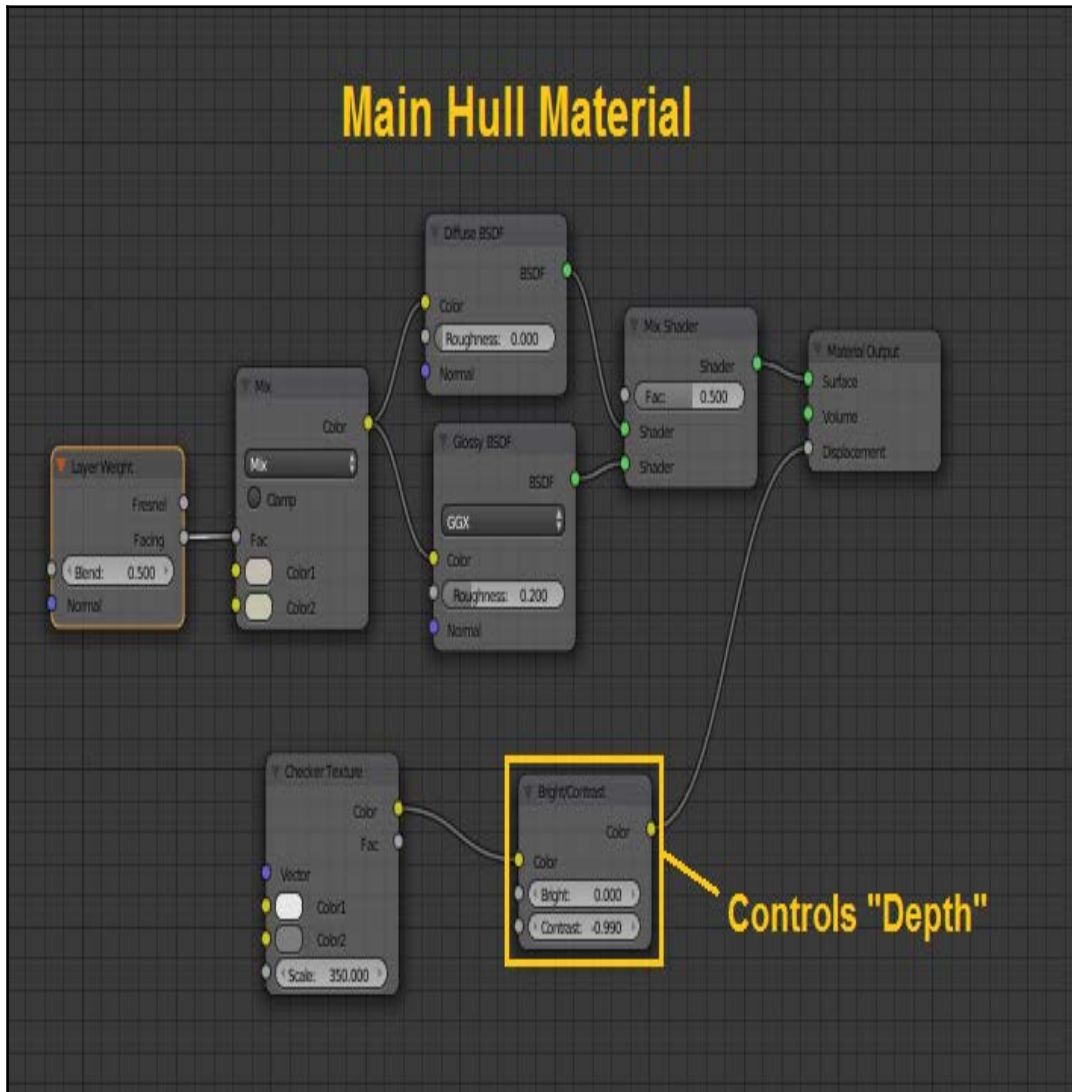 Main Hull Material
Layer Weight
Fresnel
Facing
Blend: 0.500
Normal
Mix
Color
Mix
Clamp
Fac
Color1
Color2
Diffuse BSDF
BSDF
Color
Roughness: 0.000
Normal
Glossy BSDF
BSDF
GGX
Color
Roughness: 0.200
Normal
Mix Shader
Shader
Fac: 0.500
Shader
Shader
Material Output
Surface
Volume
Displacement
Checker Texture
Color
Fac
Vector
Color1
Color2
Scale: 350.000
Bright/Contrast
Color
Color
Bright: 0.000
Contrast: -0.990
Controls "Depth"